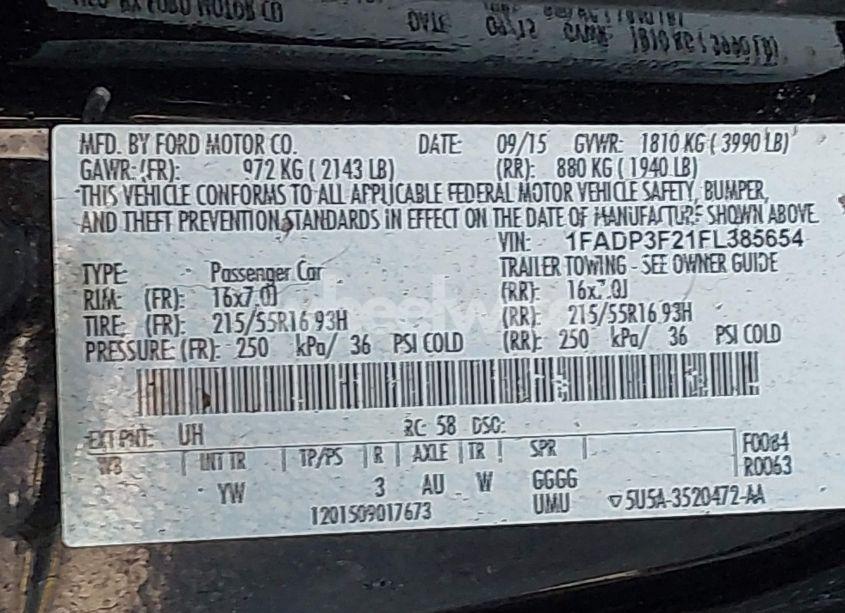 MFD. BY FORD MOTOR CO. DATE: 09/15 GVWR: 1810 KG ( 3990 LB)
GAWR: (FR): 972 KG ( 2143 LB) (RR): 880 KG ( 1940 LB)
THIS VEHICLE CONFORMS TO ALL APPLICABLE FEDERAL MOTOR VEHICLE SAFETY, BUMPER,
AND THEFT PREVENTION STANDARDS IN EFFECT ON THE DATE OF MANUFACTURE SHOWN ABOVE.
VIN: 1FADP3F21FL385654
TYPE: Passenger Car TRAILER TOWING - SEE OWNER GUIDE
RIM: (FR): 16x7.0J (RR): 16x7.0J
TIRE: (FR): 215/55R16 93H (RR): 215/55R16 93H
PRESSURE: (FR): 250 kPa/ 36 PSI COLD (RR): 250 kPa/ 36 PSI COLD
EXT PNT: UH RC: 58 DSO:
WB INT TR TP/PS R AXLE TR SPR F0084
YW 3 AU W GGGG R0063
1201509017673 UMU 5U5A-3520472-AA